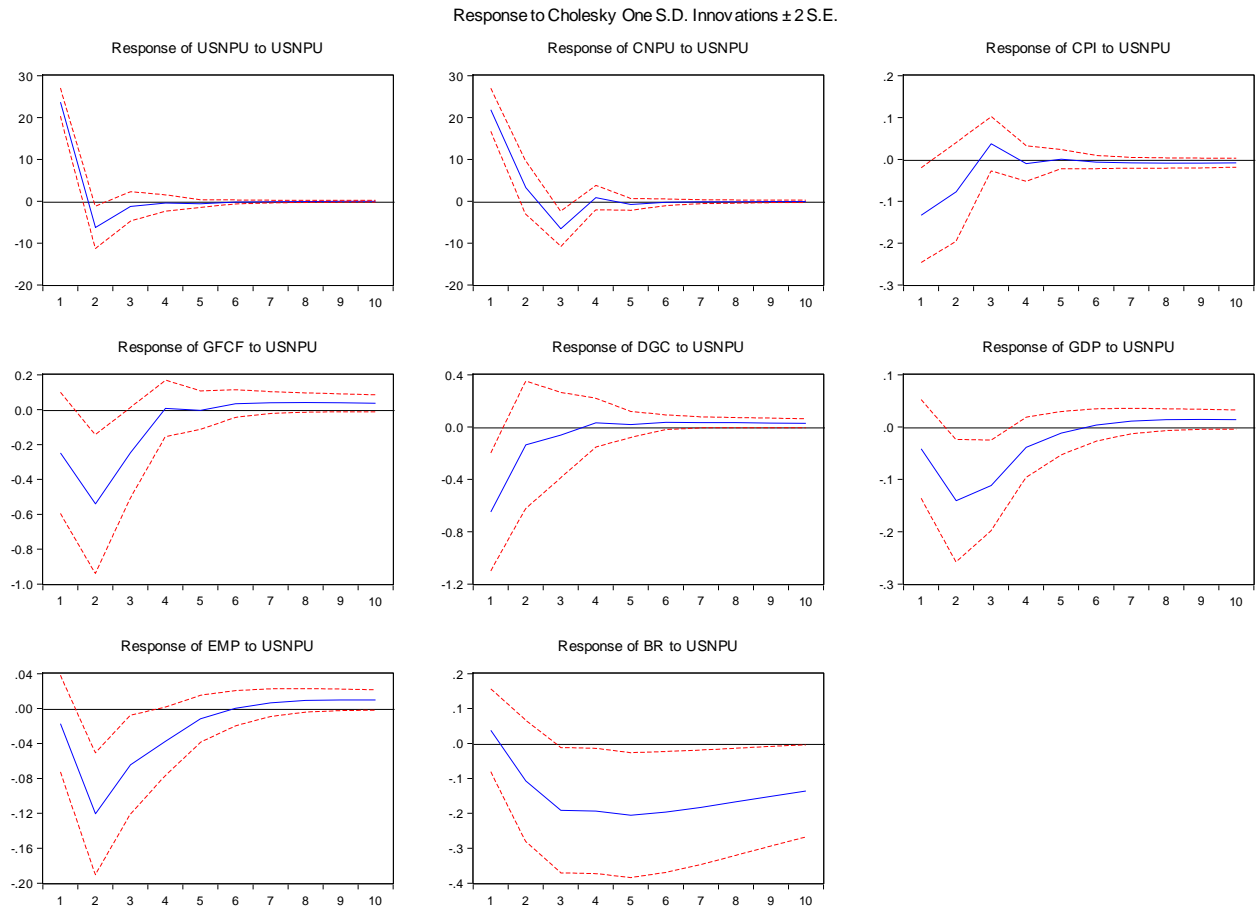 Response to Cholesky One S.D. Innovations ± 2 S.E.
Response of USNPU to USNPU
30
20
10
0
-10
-20
1 2 3 4 5 6 7 8 9 10
Response of CNPU to USNPU
30
20
10
0
-10
-20
1 2 3 4 5 6 7 8 9 10
Response of CPI to USNPU
.2
.1
.0
-.1
-.2
-.3
1 2 3 4 5 6 7 8 9 10
Response of GFCF to USNPU
0.2
0.0
-0.2
-0.4
-0.6
-0.8
-1.0
1 2 3 4 5 6 7 8 9 10
Response of DGC to USNPU
0.4
0.0
-0.4
-0.8
-1.2
1 2 3 4 5 6 7 8 9 10
Response of GDP to USNPU
.1
.0
-.1
-.2
-.3
1 2 3 4 5 6 7 8 9 10
Response of EMP to USNPU
.04
.00
-.04
-.08
-.12
-.16
-.20
1 2 3 4 5 6 7 8 9 10
Response of BR to USNPU
.2
.1
.0
-.1
-.2
-.3
-.4
1 2 3 4 5 6 7 8 9 10